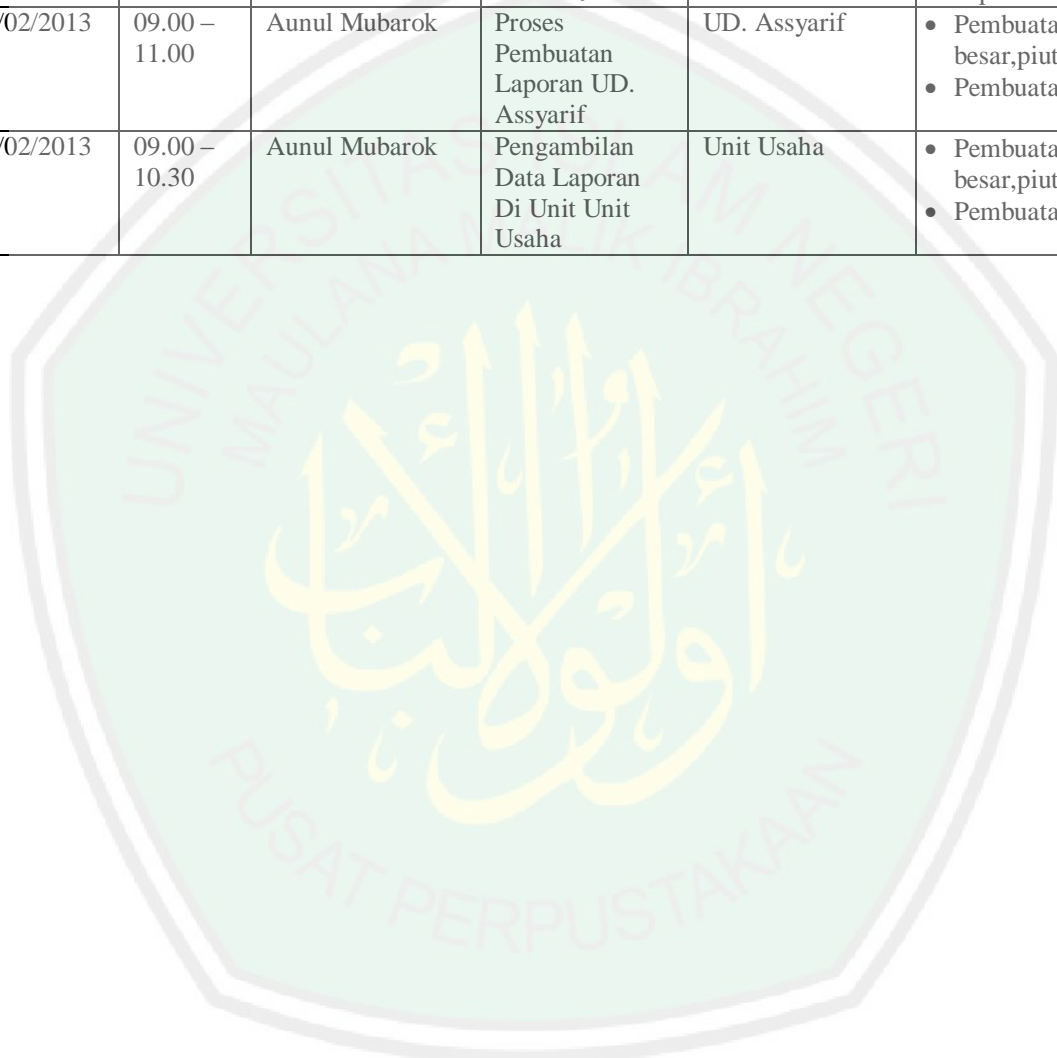 /02/2013 09.00 – Aunul Mubarok Proses UD. Assyarif • Pembuata
11.00 Pembuatan besar,piut
Laporan UD. • Pembuata
Assyarif
/02/2013 09.00 – Aunul Mubarok Pengambilan Unit Usaha • Pembuata
10.30 Data Laporan besar,piut
Di Unit Unit • Pembuata
Usaha
UNIVERSITAS ISLAM NEGERI
MAULANA MALIK IBRAHIM
أولو الألباب
PUSAT PERPUSTAKAAN